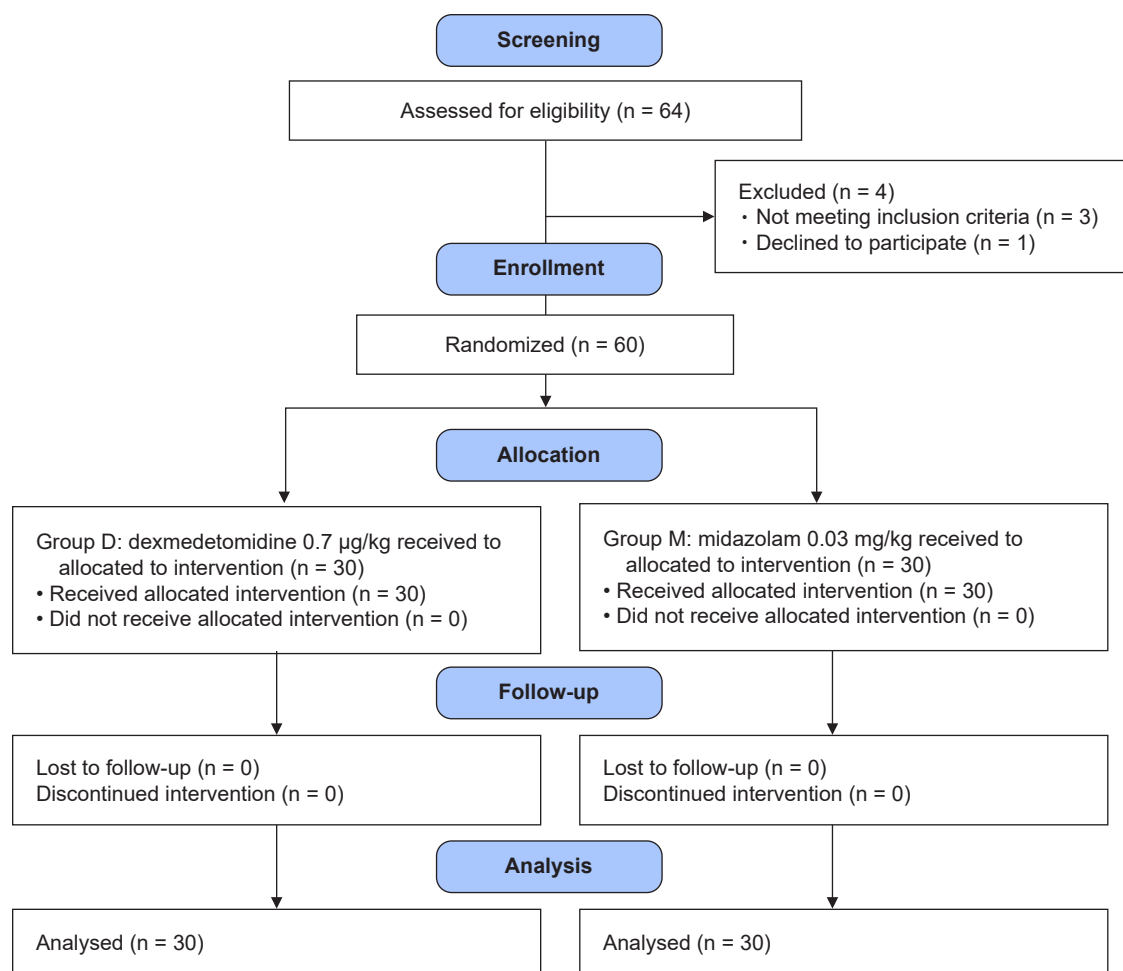 Screening
Assessed for eligibility (n = 64)
Excluded (n = 4)
・Not meeting inclusion criteria (n = 3)
・Declined to participate (n = 1)
Enrollment
Randomized (n = 60)
Allocation
Group D: dexmedetomidine 0.7 µg/kg received to
allocated to intervention (n = 30)
• Received allocated intervention (n = 30)
• Did not receive allocated intervention (n = 0)
Group M: midazolam 0.03 mg/kg received to
allocated to intervention (n = 30)
• Received allocated intervention (n = 30)
• Did not receive allocated intervention (n = 0)
Follow-up
Lost to follow-up (n = 0)
Discontinued intervention (n = 0)
Lost to follow-up (n = 0)
Discontinued intervention (n = 0)
Analysis
Analysed (n = 30)
Analysed (n = 30)